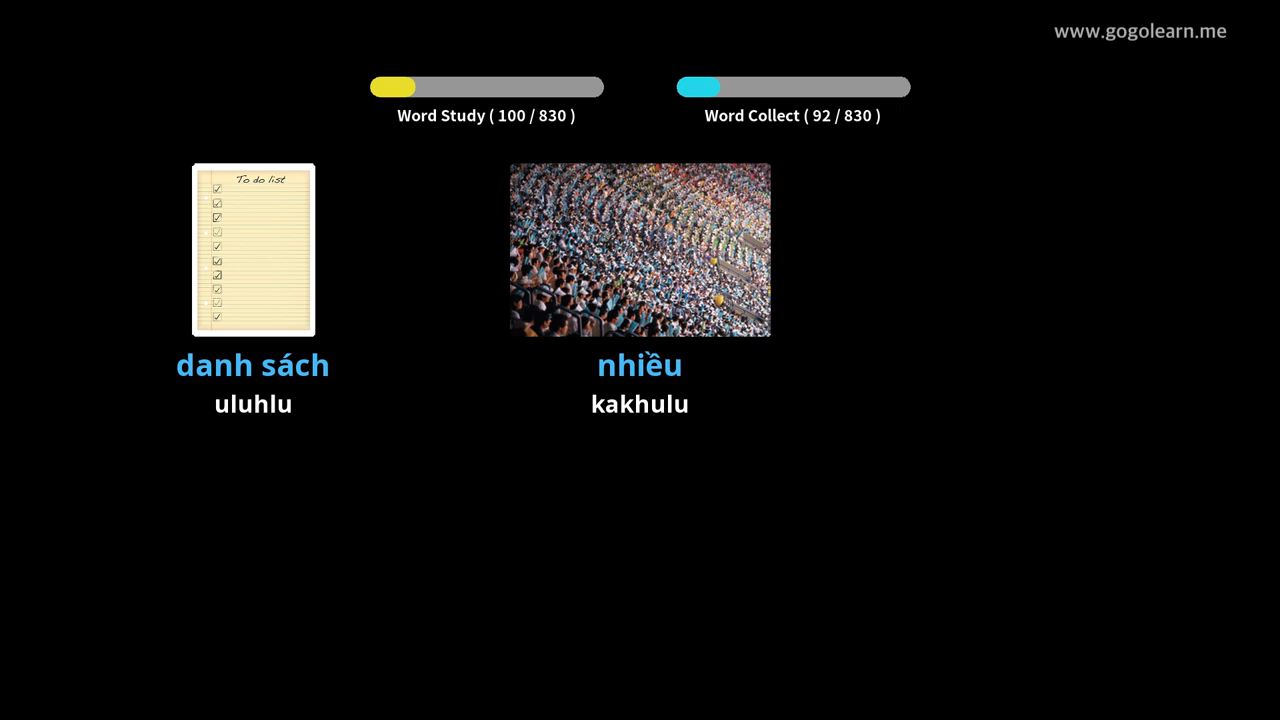 www.gogolearn.me
Word Study ( 100 / 830 )
Word Collect ( 92 / 830 )
To do list
danh sách
nhiều
uluhlu
kakhulu